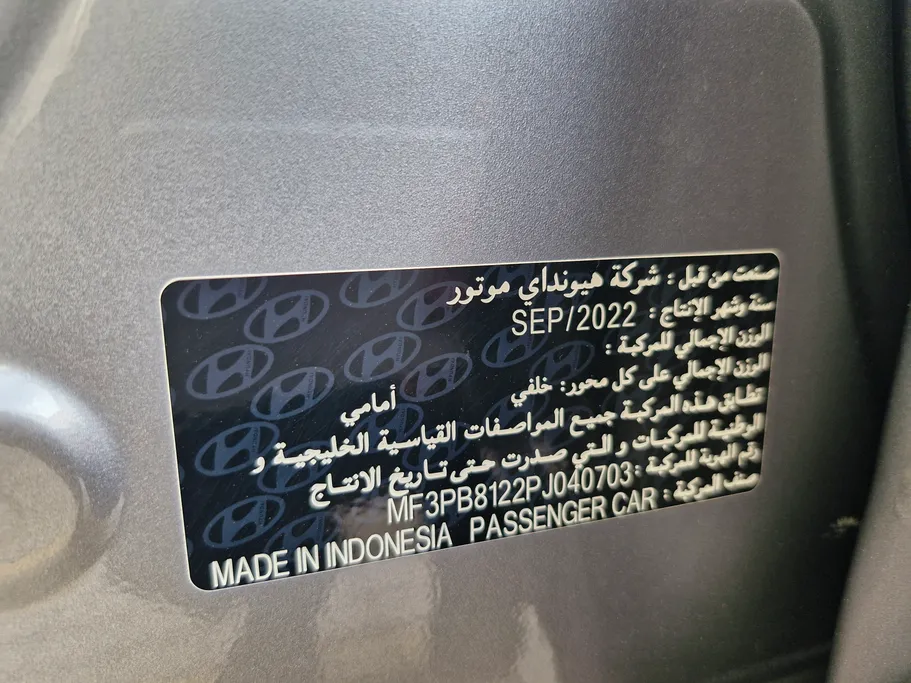 صنعت من قبل : شركة هيونداي موتور
سنة وشهر الإنتاج : SEP/2022
الوزن الإجمالي للمركبة :
الوزن الإجمالي على كل محور: خلفي أمامي
تطابق هذه المركبة جميع المواصفات القياسية الخليجية و
الوطنية للمركبات و التي صدرت حتى تاريخ الانتاج
رقم الهوية للمركبة : MF3PB8122PJ040703
صنف المركبة : PASSENGER CAR MADE IN INDONESIA